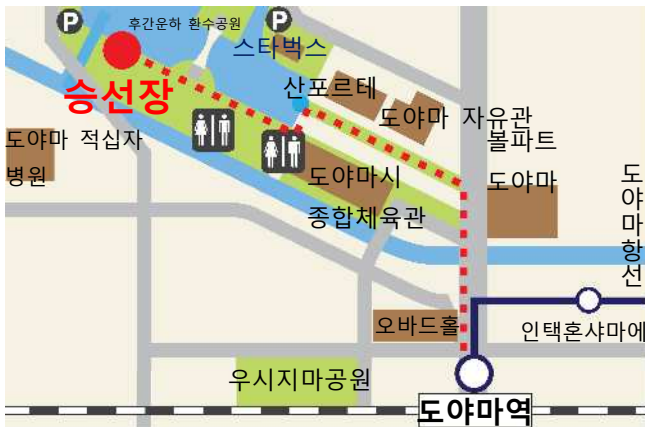 P
후간운하 환수공원
P
스타벅스
승선장
산포르테
도야마 자유관
볼파트
도야마
도야마 적십자
병원
도야마시
종합체육관
도야마항선
오바드홀
인택혼샤마에
우시지마공원
도야마역